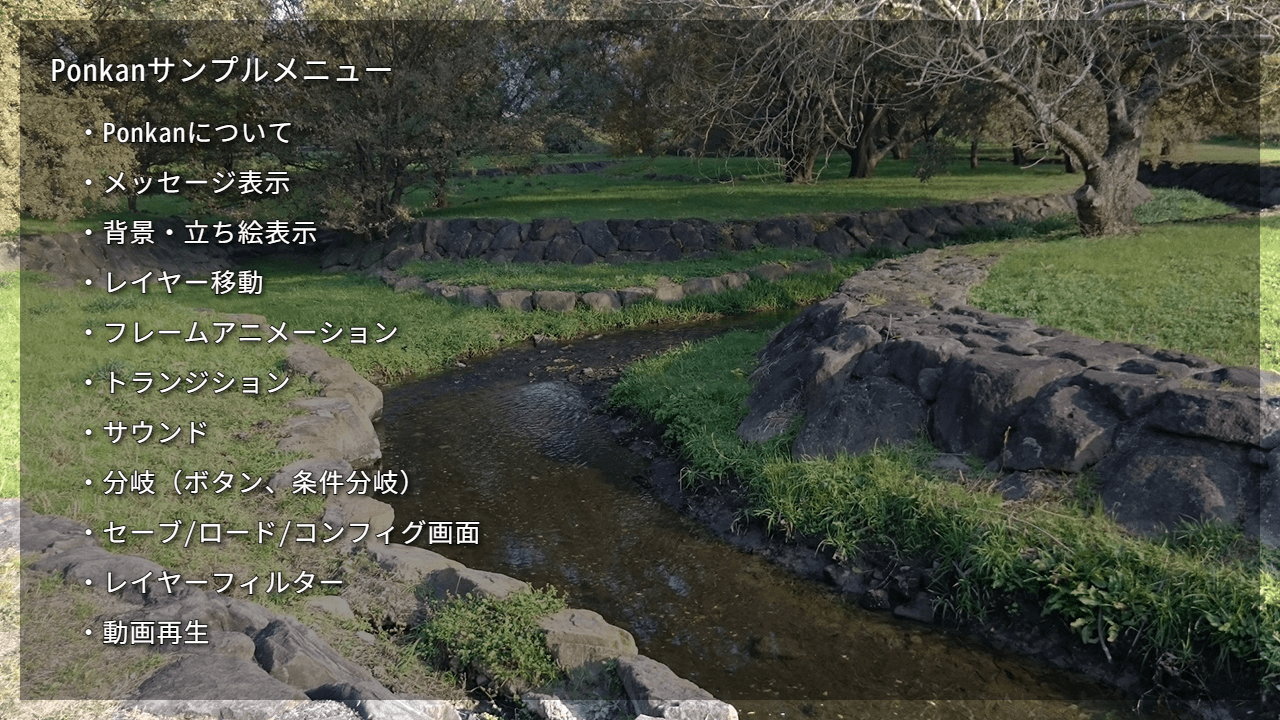 Ponkanサンプルメニュー
・Ponkanについて
・メッセージ表示
・背景・立ち絵表示
・レイヤー移動
・フレームアニメーション
・トランジション
・サウンド
・分岐（ボタン、条件分岐）
・セーブ/ロード/コンフィグ画面
・レイヤーフィルター
・動画再生